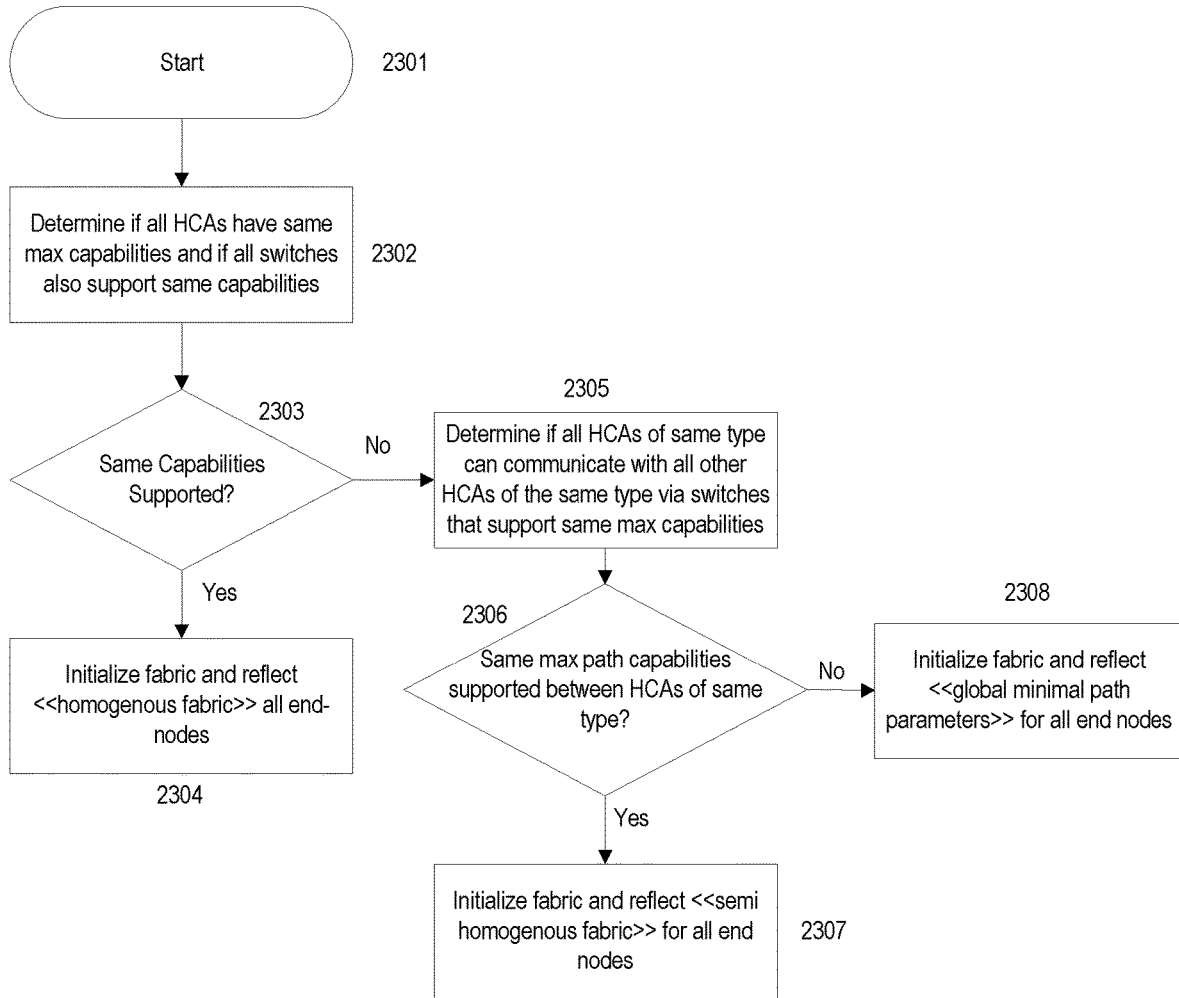 Start
2301
Determine if all HCAs have same
max capabilities and if all switches
also support same capabilities
2302
2303
Same Capabilities
Supported?
No
Yes
2305
Determine if all HCAs of same type
can communicate with all other
HCAs of the same type via switches
that support same max capabilities
Initialize fabric and reflect
<<homogenous fabric>> all end-
nodes
2304
2306
Same max path capabilities
supported between HCAs of same
type?
No
Yes
2308
Initialize fabric and reflect
<<global minimal path
parameters>> for all end nodes
Initialize fabric and reflect <<semi
homogenous fabric>> for all end
nodes
2307